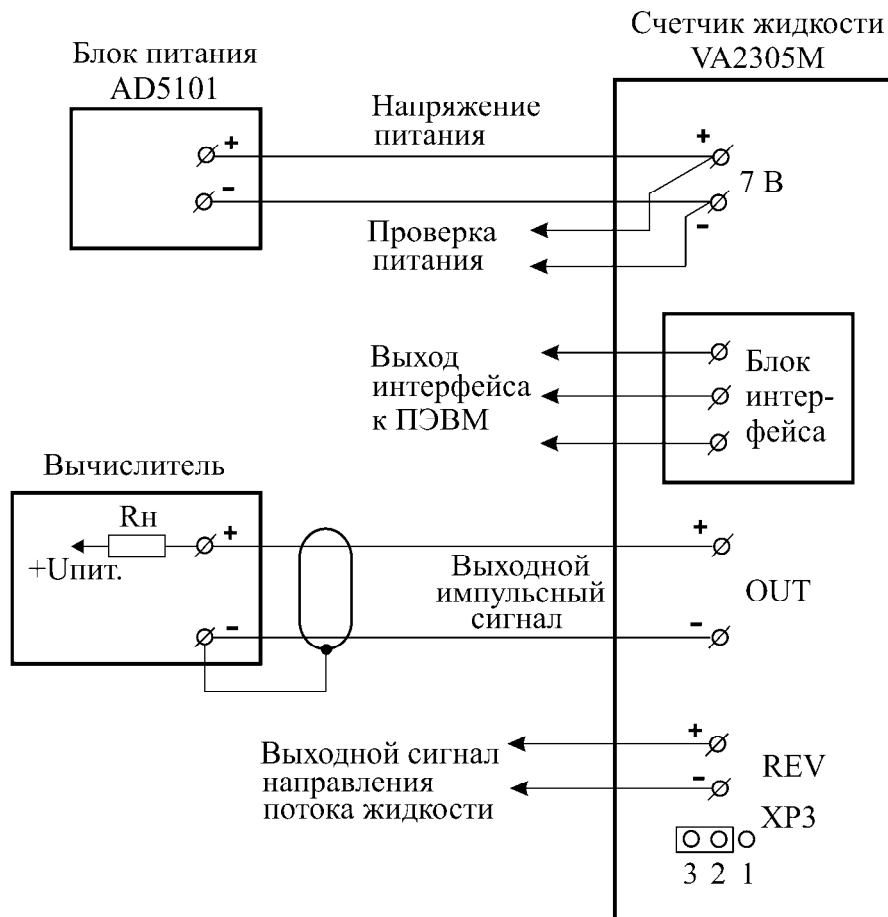 Счетчик жидкости
VA2305M
Блок питания
AD5101
Напряжение
питания
+
-
+
-
7 В
Проверка
питания
Выход
интерфейса
к ПЭВМ
Блок
интер-
фейса
Вычислитель
Rн
+Uпит.
+
-
Выходной
импульсный
сигнал
+
-
OUT
Выходной сигнал
направления
потока жидкости
+
-
REV
XP3
3 2 1